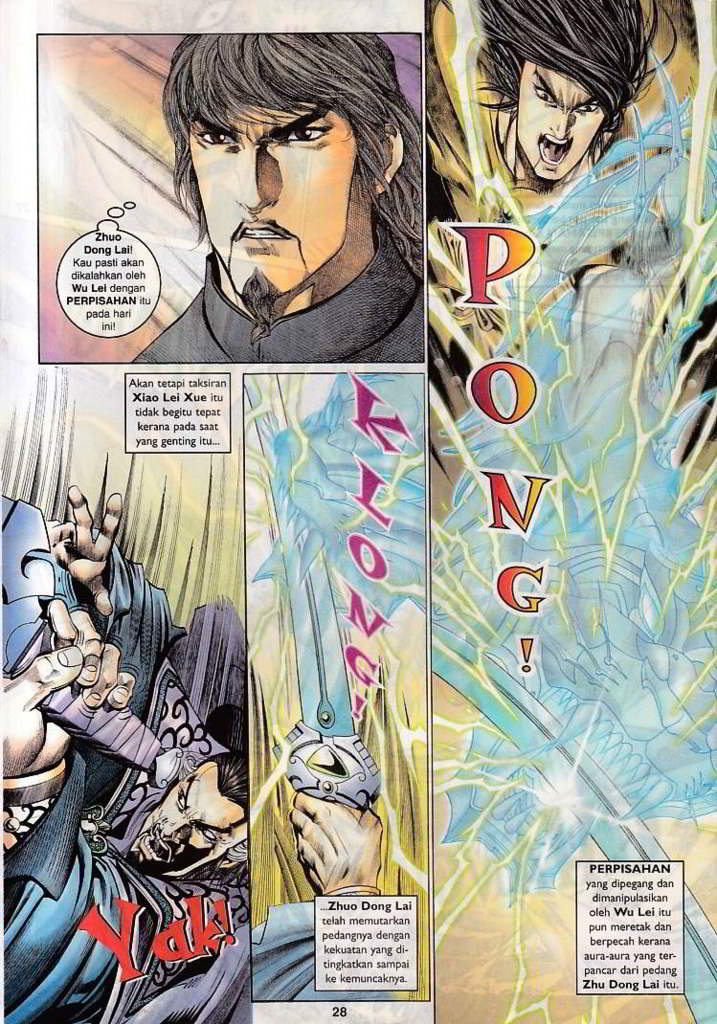 Zhuo
Dong Lai!
Kau pasti akan
dikalahkan oleh
Wu Lei dengan
PERPISAHAN itu
pada hari
ini!
PONG!
Akan tetapi taksiran
Xiao Lei Xue itu
tidak begitu tepat
kerana pada saat
yang genting itu...
KLONG!
Yak!
...Zhuo Dong Lai
telah memutarkan
pedangnya dengan
kekuatan yang di-
tingkatkan sampai
ke kemuncaknya.
PERPISAHAN
yang dipegang dan
dimanipulasikan
oleh Wu Lei itu
pun meretak dan
berpecah kerana
aura-aura yang ter-
pancar dari pedang
Zhu Dong Lai itu.
28